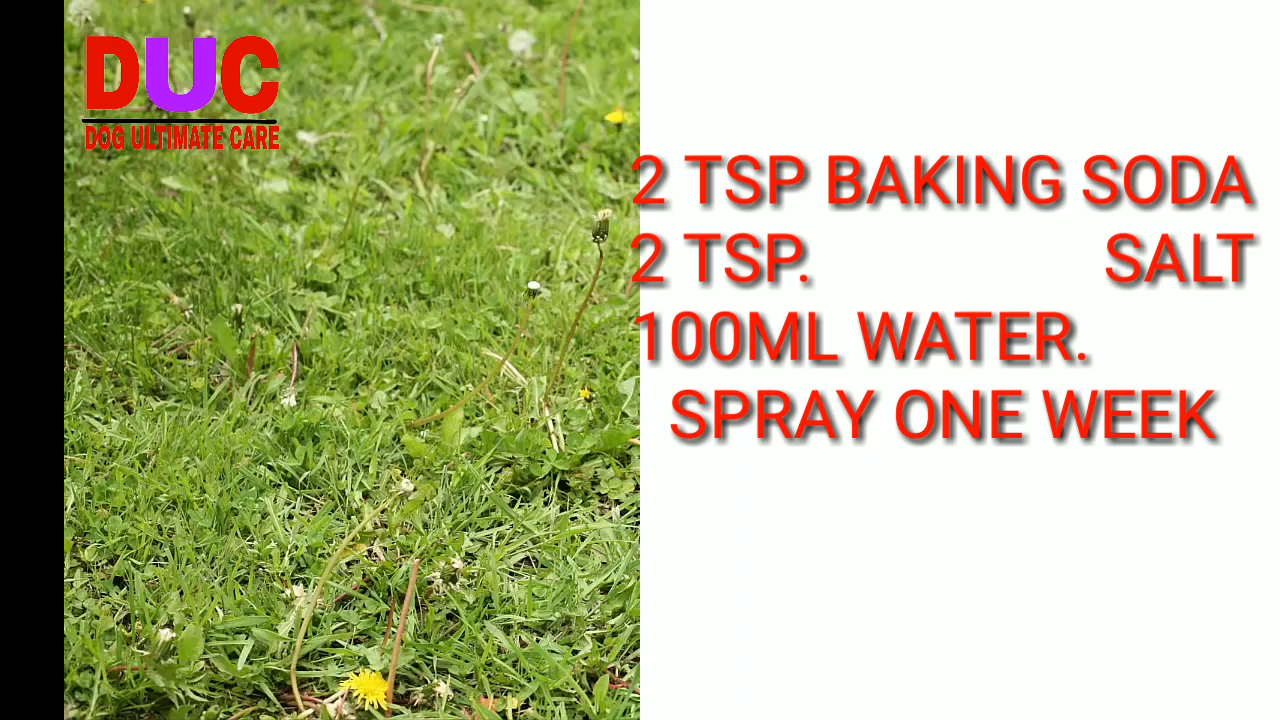 DUC
DOG ULTIMATE CARE
2 TSP BAKING SODA
2 TSP. SALT
100ML WATER.
SPRAY ONE WEEK